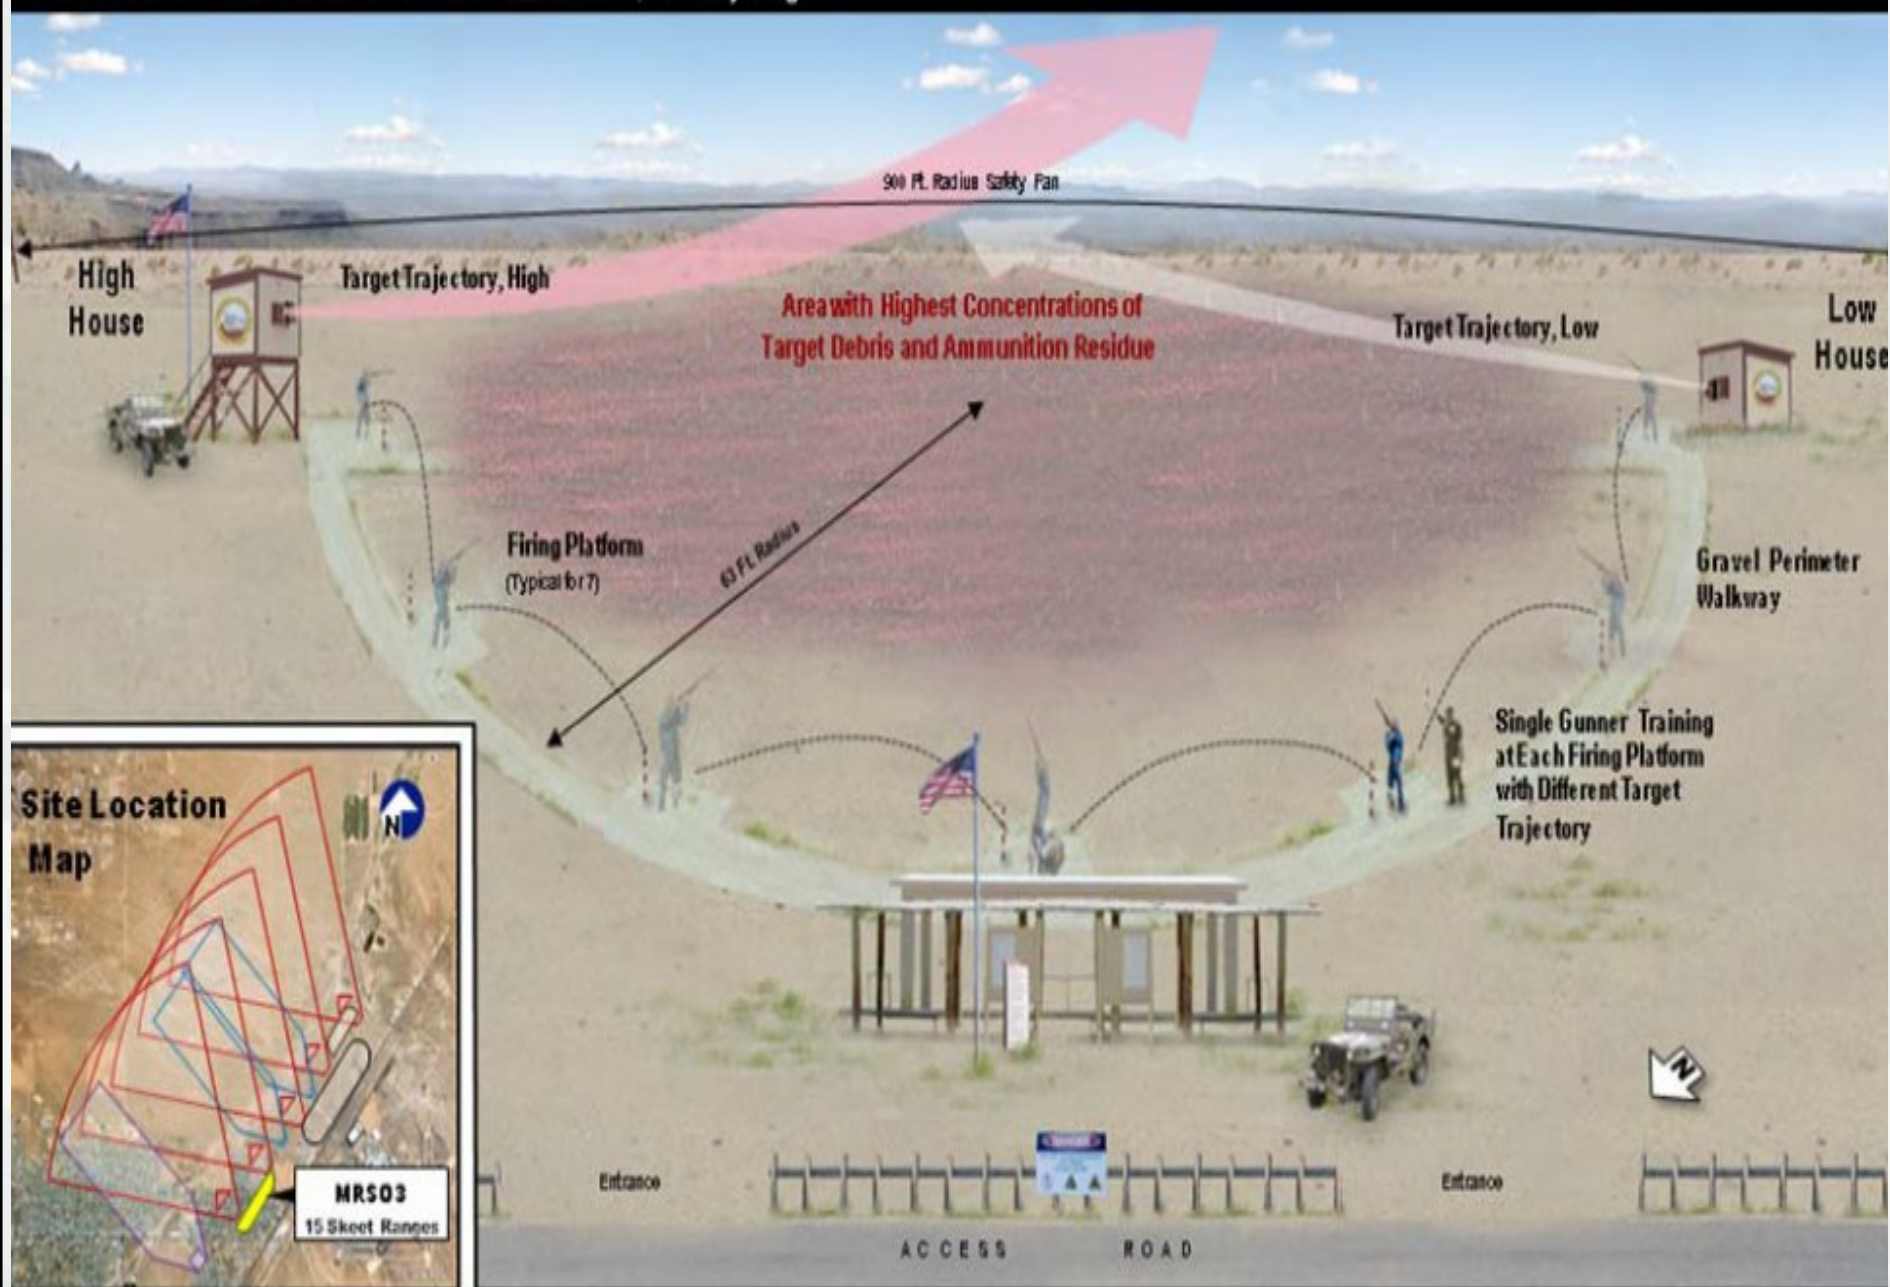 900 Ft. Radius Safety Fan
High
House
Target Trajectory, High
Area with Highest Concentrations of
Target Debris and Ammunition Residue
Target Trajectory, Low
Low
House
63 Ft. Radius
Firing Platform
(Typical for 7)
Gravel Perimeter
Walkway
Single Gunner Training
at Each Firing Platform
with Different Target
Trajectory
Site Location
Map
N
N
MRS03
15 Skeet Ranges
Entrance
Entrance
ACCESS ROAD